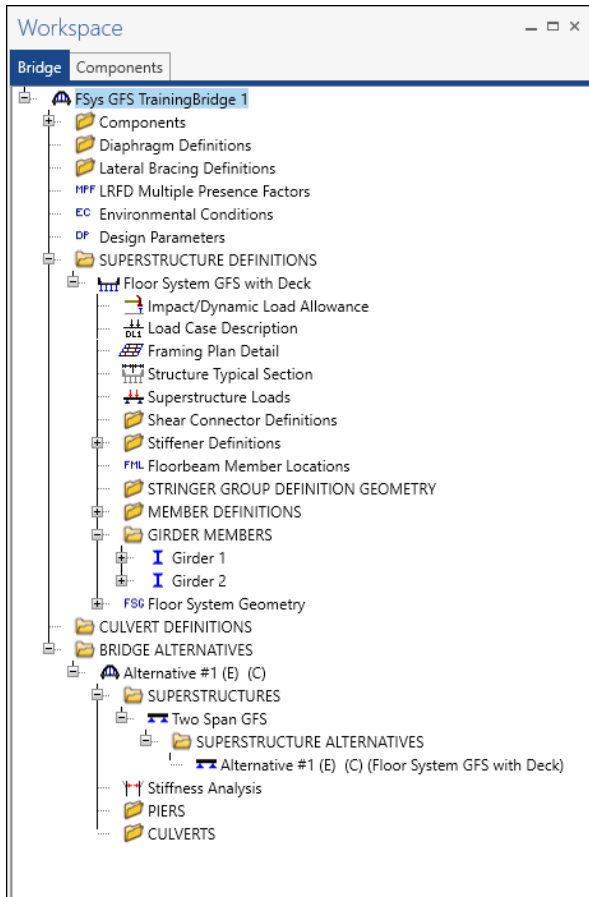 Workspace
Bridge Components
FSys GFS TrainingBridge 1
Components
Diaphragm Definitions
Lateral Bracing Definitions
MPF LRFD Multiple Presence Factors
EC Environmental Conditions
DP Design Parameters
SUPERSTRUCTURE DEFINITIONS
Floor System GFS with Deck
Impact/Dynamic Load Allowance
DL1 Load Case Description
Framing Plan Detail
Structure Typical Section
Superstructure Loads
Shear Connector Definitions
Stiffener Definitions
FML Floorbeam Member Locations
STRINGER GROUP DEFINITION GEOMETRY
MEMBER DEFINITIONS
GIRDER MEMBERS
Girder 1
Girder 2
FSG Floor System Geometry
CULVERT DEFINITIONS
BRIDGE ALTERNATIVES
Alternative #1 (E) (C)
SUPERSTRUCTURES
Two Span GFS
SUPERSTRUCTURE ALTERNATIVES
Alternative #1 (E) (C) (Floor System GFS with Deck)
Stiffness Analysis
PIERS
CULVERTS